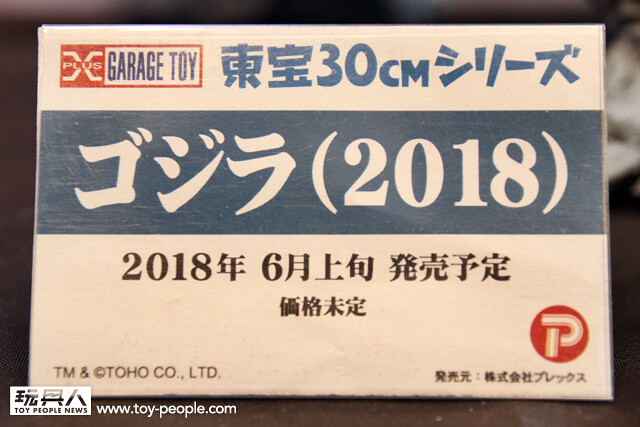 X PLUS GARAGE TOY 東宝30CMシリーズ
ゴジラ(2018)
2018年 6月上旬 発売予定
価格未定
P
TM & ©TOHO CO., LTD. 発売元：株式会社プレックス
玩具人
TOY PEOPLE NEWS www.toy-people.com